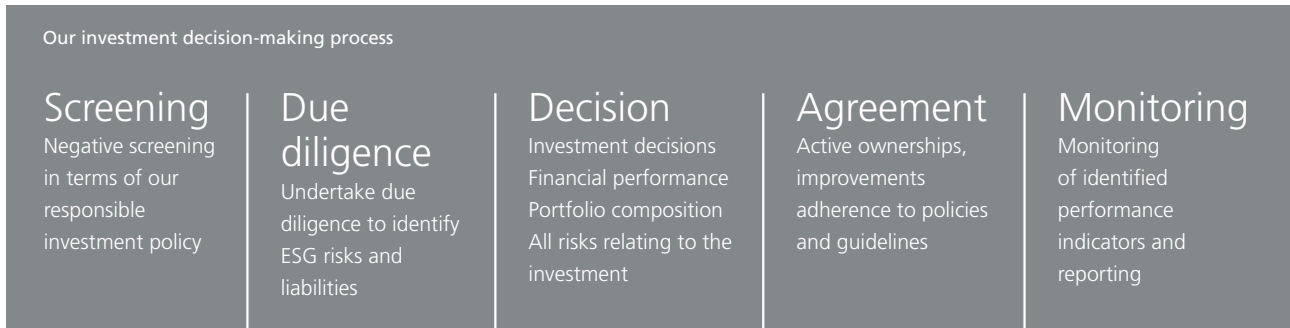 Our investment decision-making process
Screening
Negative screening
in terms of our
responsible
investment policy
Due
diligence
Undertake due
diligence to identify
ESG risks and
liabilities
Decision
Investment decisions
Financial performance
Portfolio composition
All risks relating to the
investment
Agreement
Active ownerships,
improvements
adherence to policies
and guidelines
Monitoring
Monitoring
of identified
performance
indicators and
reporting